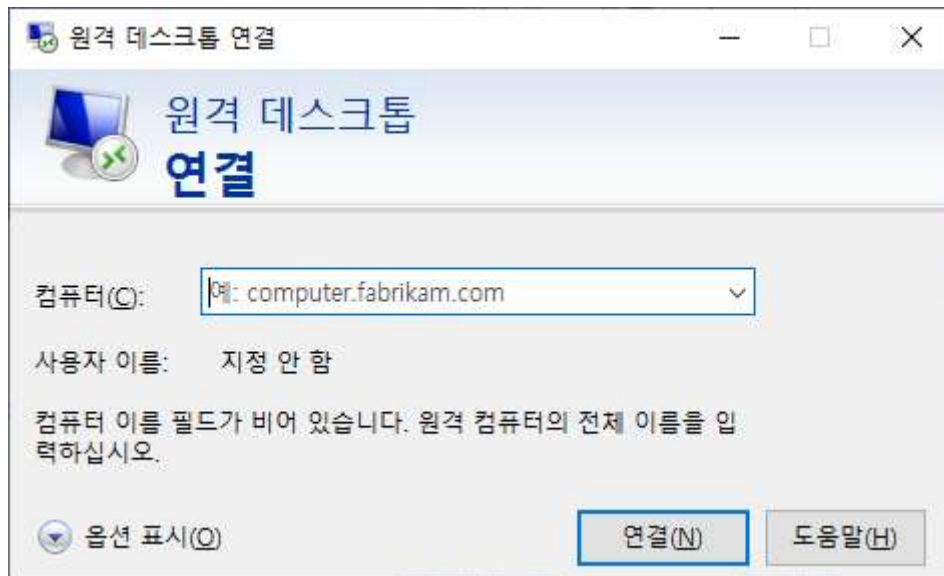 원격 데스크톱 연결
원격 데스크톱
연결
컴퓨터(C):
예: computer.fabrikam.com
사용자 이름:
지정 안 함
컴퓨터 이름 필드가 비어 있습니다. 원격 컴퓨터의 전체 이름을 입
력하십시오.
옵션 표시(O)
연결(N)
도움말(H)